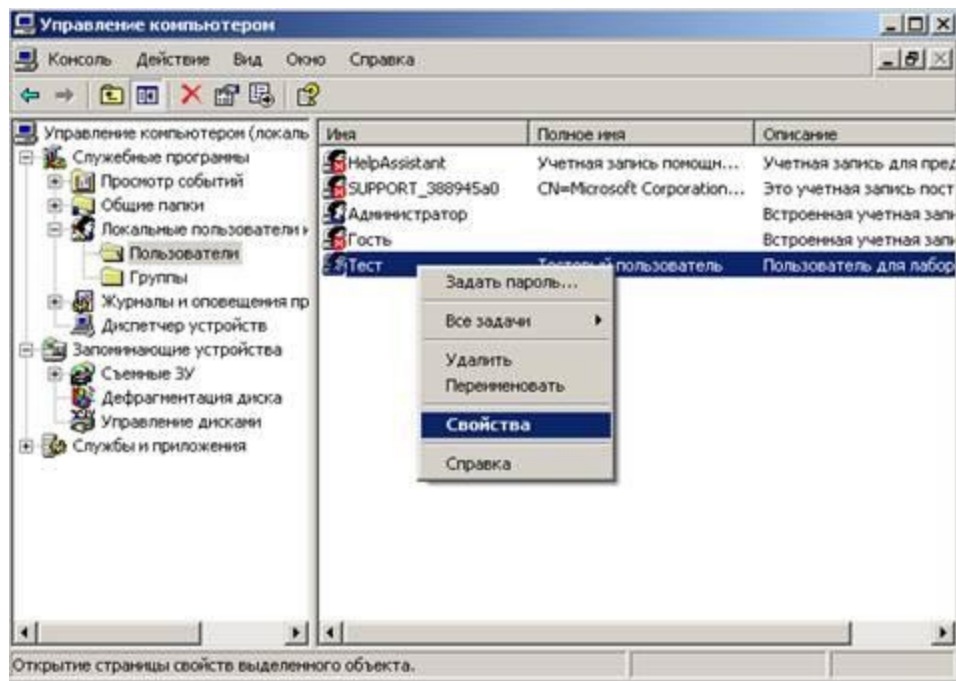 Управление компьютером
Консоль Действие Вид Окно Справка
Управление компьютером (локаль
Служебные программы
Просмотр событий
Общие папки
Локальные пользователи и
Пользователи
Группы
Журналы и оповещения пр
Диспетчер устройств
Запоминающие устройства
Съемные ЗУ
Дефрагментация диска
Управление дисками
Службы и приложения
Имя Полное имя Описание
HelpAssistant Учетная запись помощн... Учетная запись для пред
SUPPORT_388945a0 CN=Microsoft Corporation... Это учетная запись пост
Администратор Встроенная учетная запи
Гость Встроенная учетная запи
Тест Тестовый пользователь Пользователь для лабор
Задать пароль...
Все задачи
Удалить
Переименовать
Свойства
Справка
Открытие страницы свойств выделенного объекта.